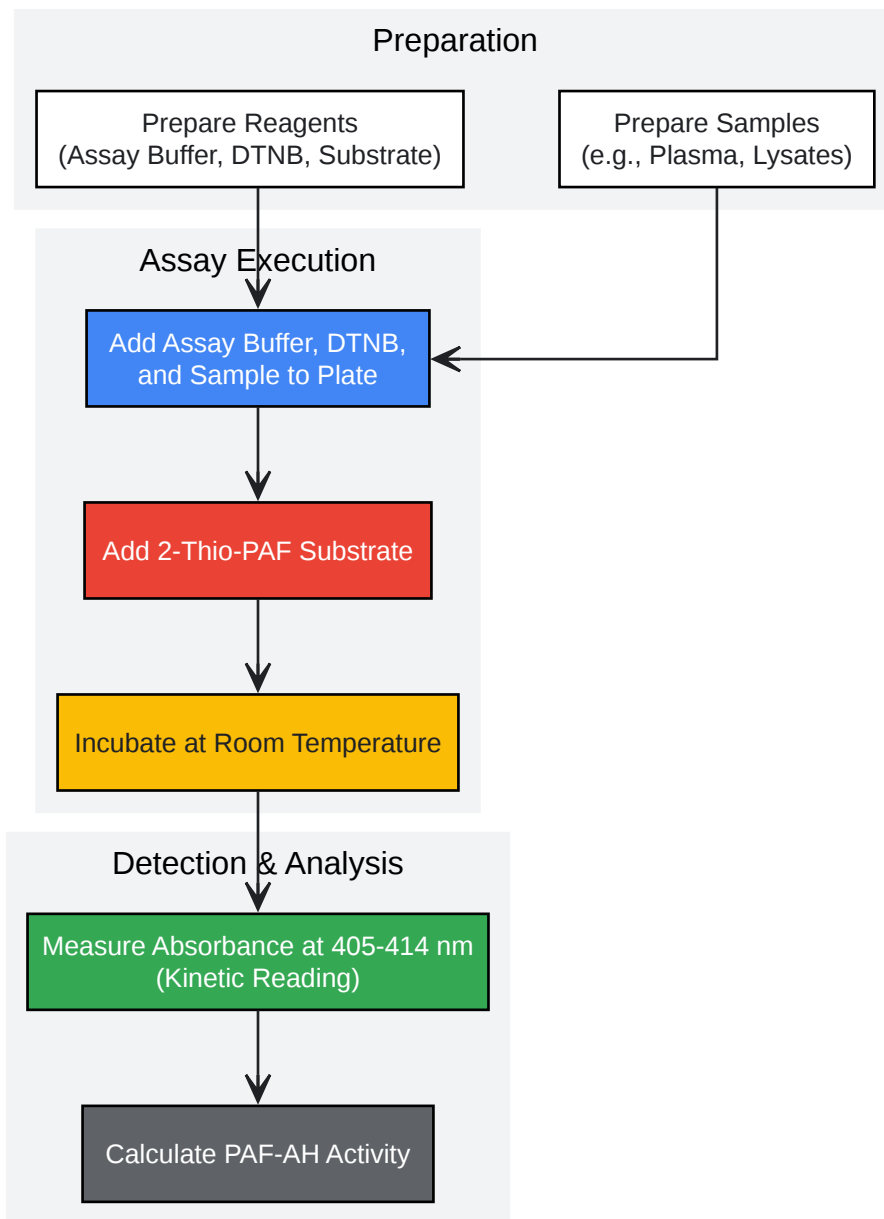 Preparation
Prepare Reagents
(Assay Buffer, DTNB, Substrate)
Prepare Samples
(e.g., Plasma, Lysates)
Assay Execution
Add Assay Buffer, DTNB,
and Sample to Plate
Add 2-Thio-PAF Substrate
Incubate at Room Temperature
Detection & Analysis
Measure Absorbance at 405-414 nm
(Kinetic Reading)
Calculate PAF-AH Activity